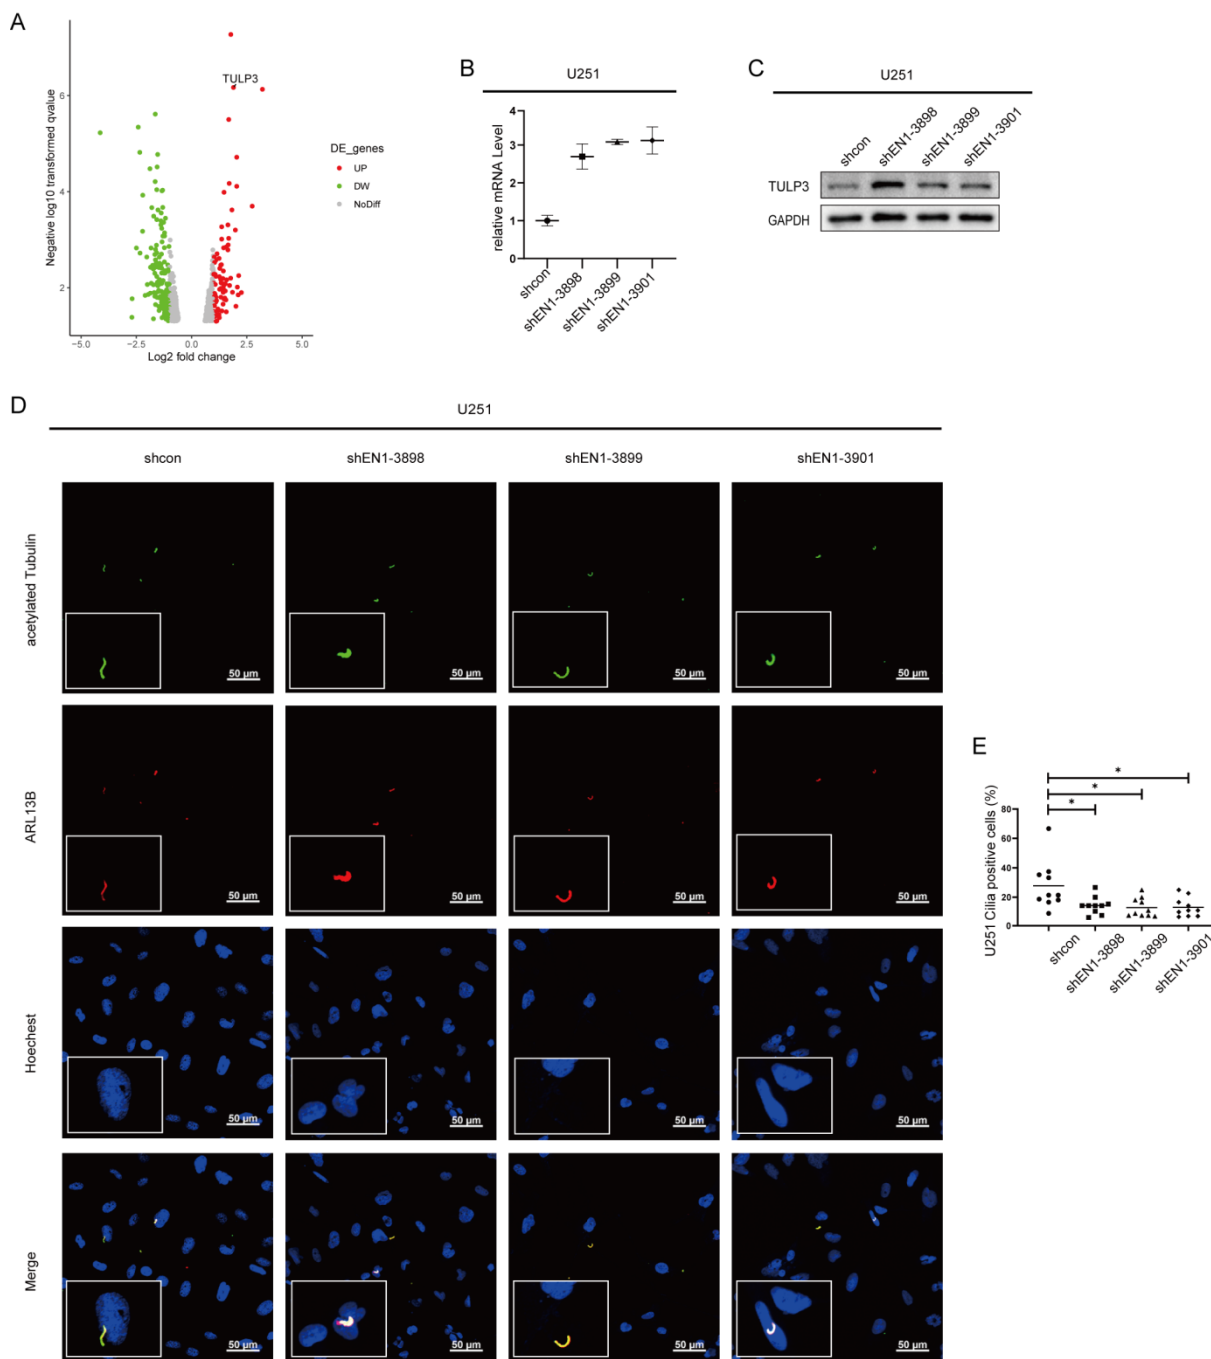 A
TULP3
Negative log10 transformed qvalue
6
4
2
−5.0
−2.5
0.0
2.5
5.0
Log2 fold change
DE_genes
UP
DW
NoDiff
B
U251
relative mRNA Level
4
3
2
1
0
shcon
shEN1-3898
shEN1-3899
shEN1-3901
C
U251
shcon
shEN1-3898
shEN1-3899
shEN1-3901
TULP3
GAPDH
D
U251
shcon
shEN1-3898
shEN1-3899
shEN1-3901
acetylated Tubulin
50 µm
50 µm
50 µm
50 µm
ARL13B
50 µm
50 µm
50 µm
50 µm
Hoechest
50 µm
50 µm
50 µm
50 µm
Merge
50 µm
50 µm
50 µm
50 µm
E
U251 Cilia positive cells (%)
80
60
40
20
0
*
*
*
shcon
shEN1-3898
shEN1-3899
shEN1-3901